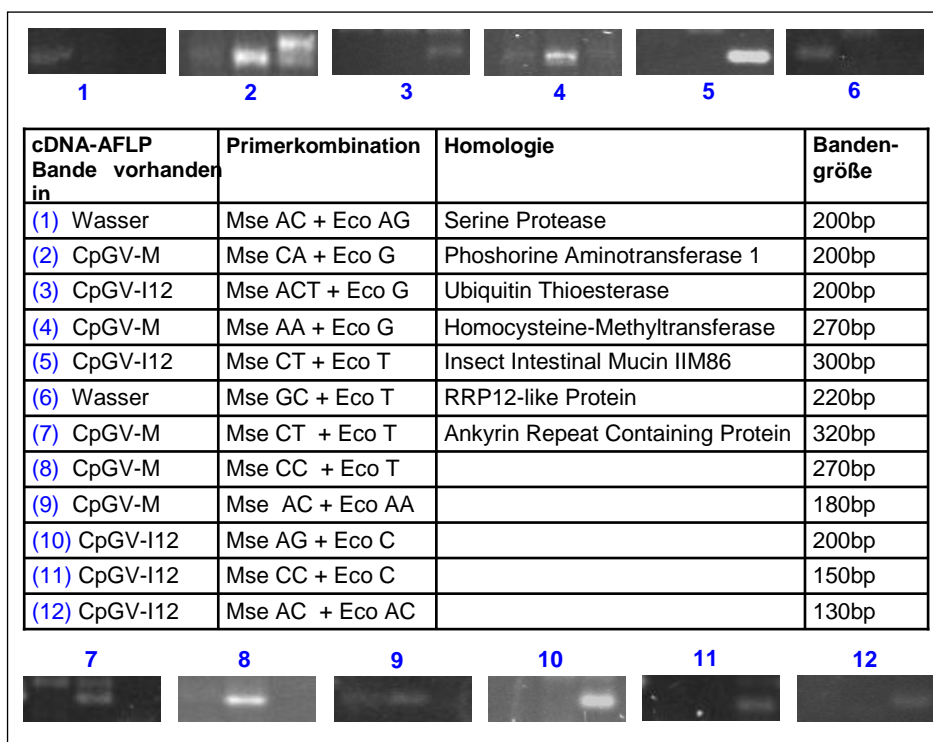 1 2 3 4 5 6
cDNA-AFLP Primerkombination Homologie Banden-
Bande vorhanden größe
in
(1) Wasser Mse AC + Eco AG Serine Protease 200bp
(2) CpGV-M Mse CA + Eco G Phoshorine Aminotransferase 1 200bp
(3) CpGV-I12 Mse ACT + Eco G Ubiquitin Thioesterase 200bp
(4) CpGV-M Mse AA + Eco G Homocysteine-Methyltransferase 270bp
(5) CpGV-I12 Mse CT + Eco T Insect Intestinal Mucin IIM86 300bp
(6) Wasser Mse GC + Eco T RRP12-like Protein 220bp
(7) CpGV-M Mse CT + Eco T Ankyrin Repeat Containing Protein 320bp
(8) CpGV-M Mse CC + Eco T 270bp
(9) CpGV-M Mse AC + Eco AA 180bp
(10) CpGV-I12 Mse AG + Eco C 200bp
(11) CpGV-I12 Mse CC + Eco C 150bp
(12) CpGV-I12 Mse AC + Eco AC 130bp
7 8 9 10 11 12